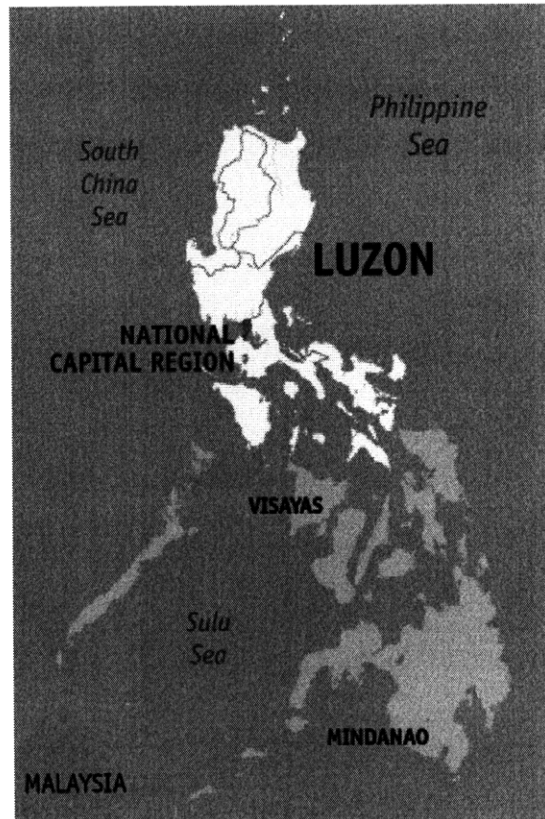 Philippine
Sea
South
China
Sea
LUZON
NATIONAL
CAPITAL REGION
VISAYAS
Sulu
Sea
MINDANAO
MALAYSIA